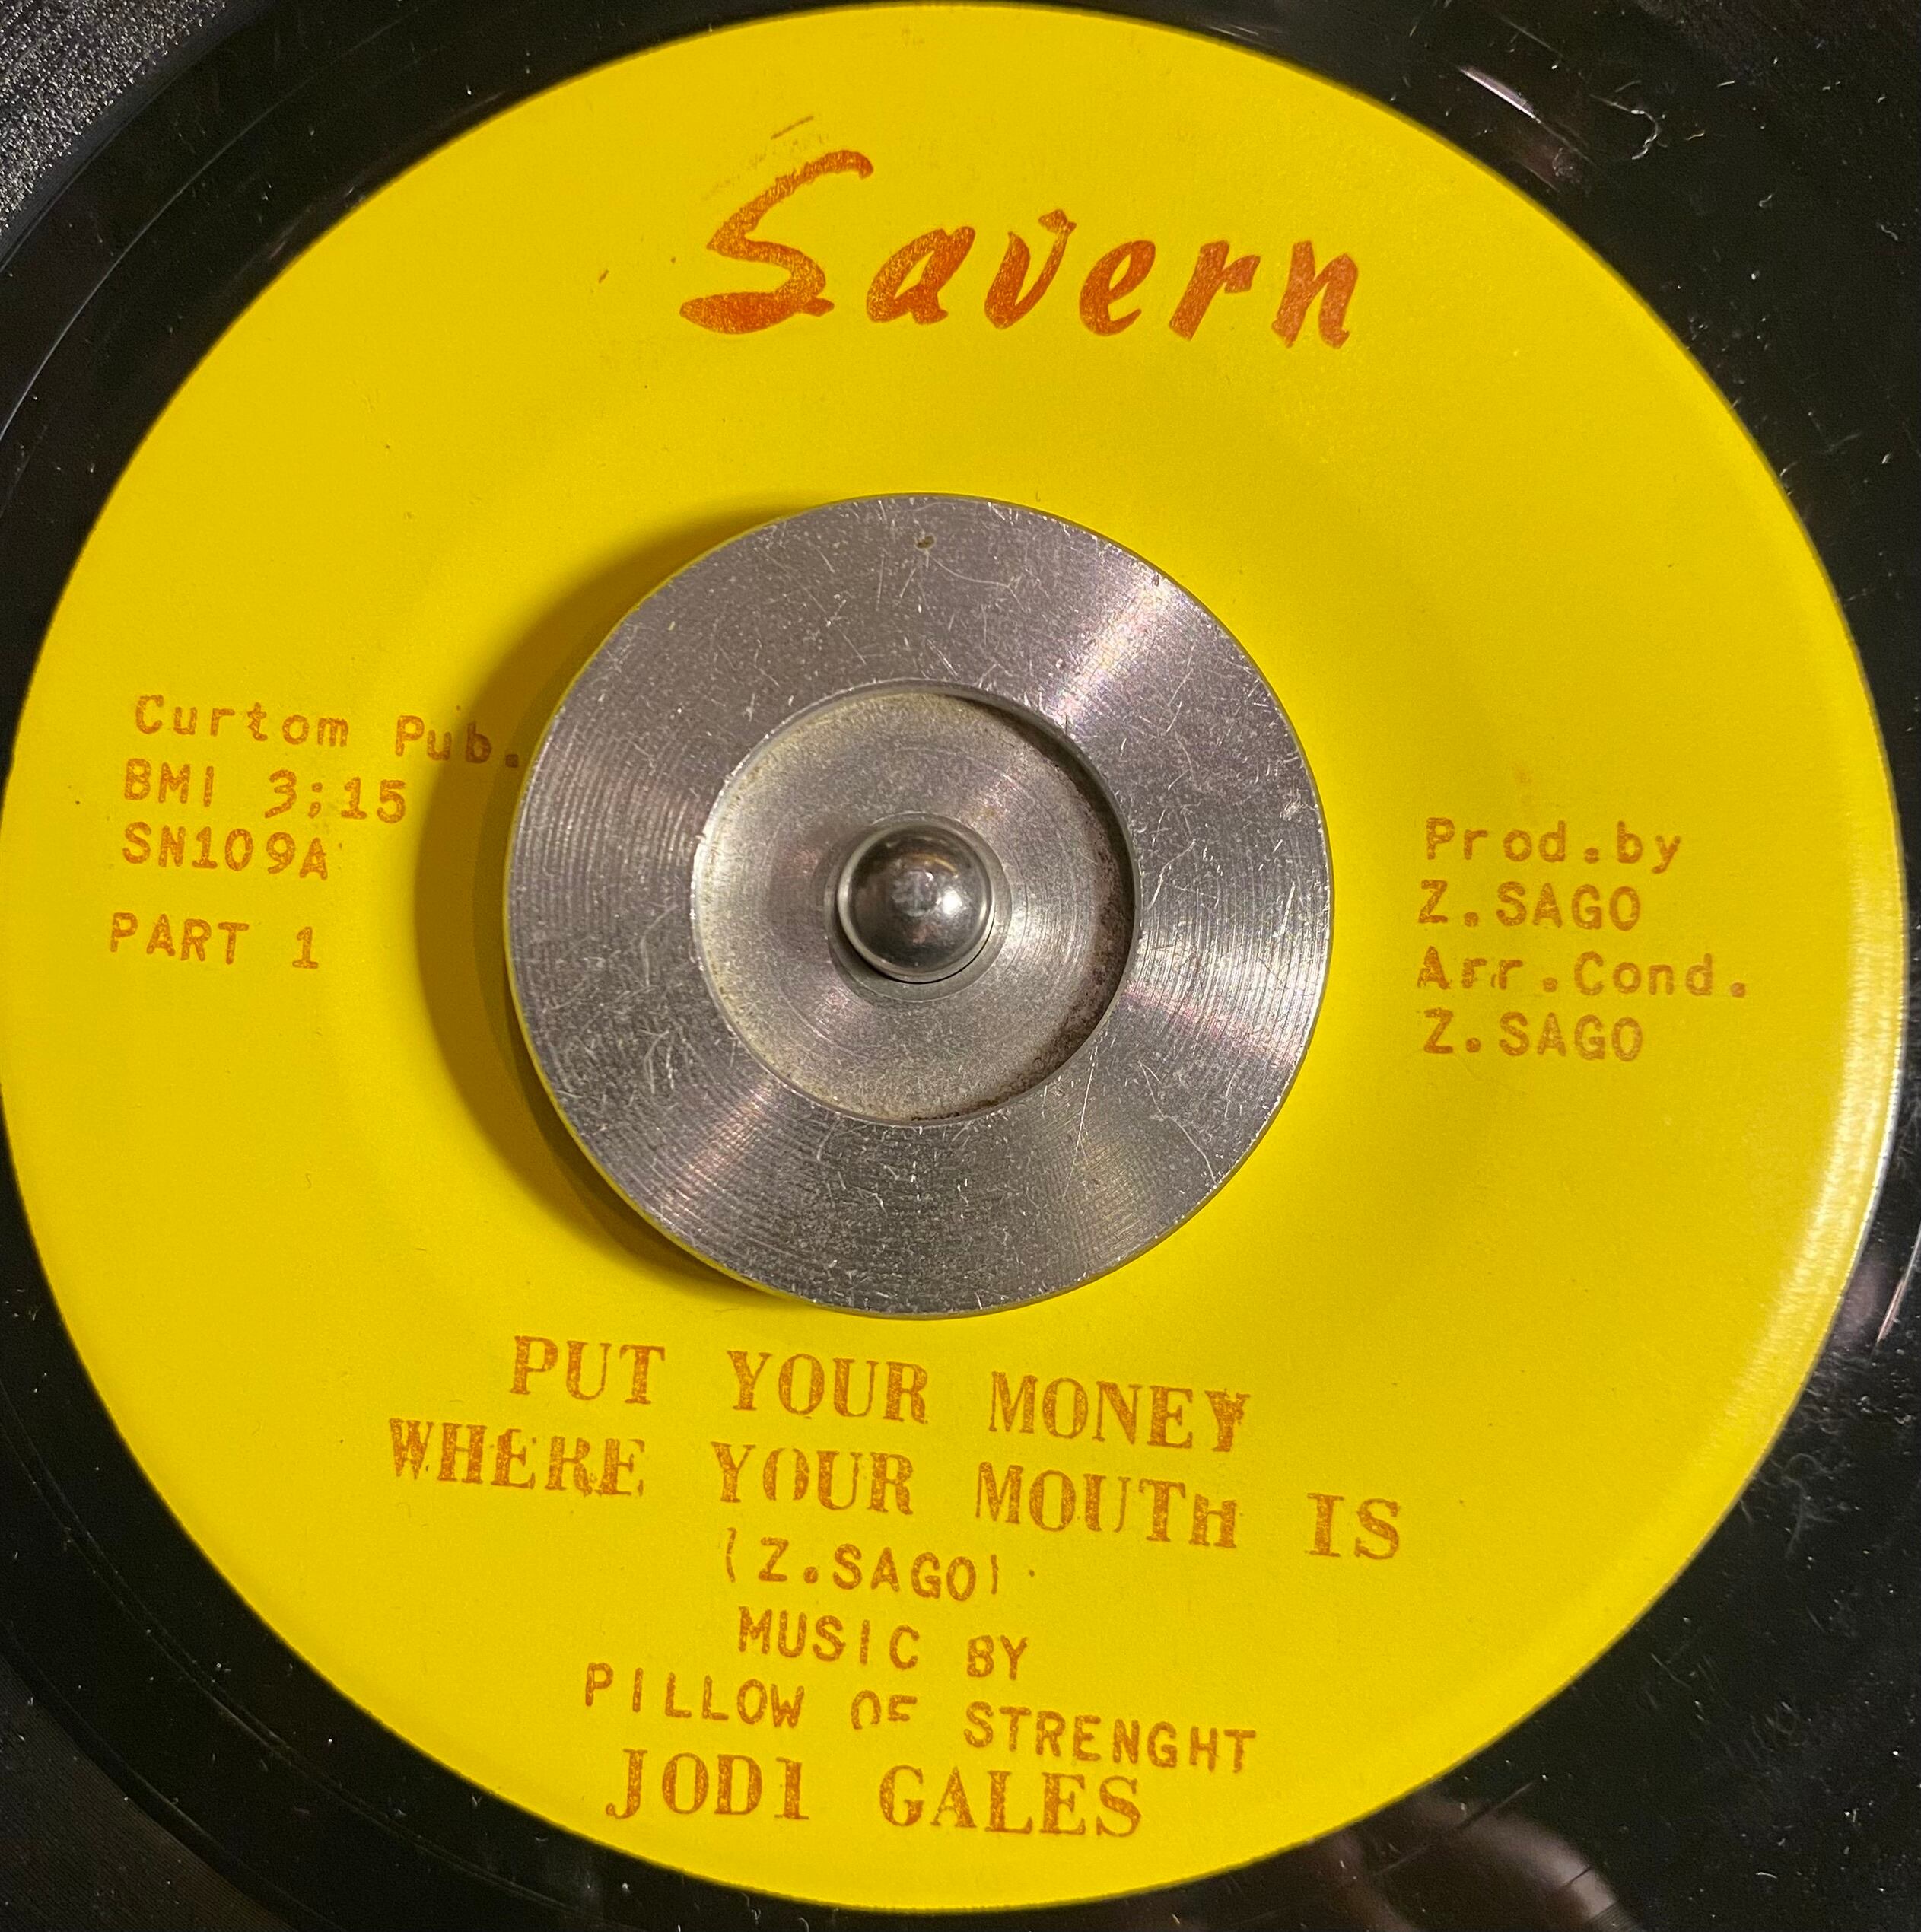 Savern
Curtom Pub.
BMI 3;15
SN109A
PART 1
Prod.by
Z.SAGO
Arr.Cond.
Z.SAGO
PUT YOUR MONEY
WHERE YOUR MOUTH IS
(Z.SAGO)
MUSIC BY
PILLOW OF STRENGHT
JODI GALES